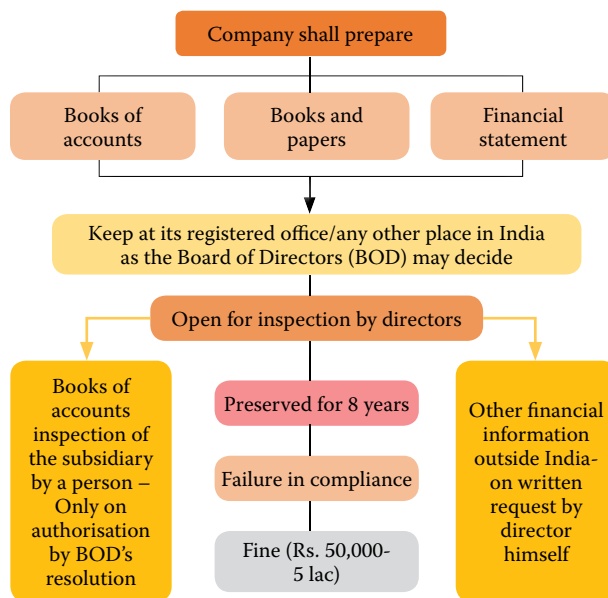 Company shall prepare
Books of
accounts
Books and
papers
Financial
statement
Keep at its registered office/any other place in India
as the Board of Directors (BOD) may decide
Open for inspection by directors
Books of
accounts
inspection of
the subsidiary
by a person –
Only on
authorisation
by BOD’s
resolution
Preserved for 8 years
Failure in compliance
Fine (Rs. 50,000-
5 lac)
Other financial
information
outside India-
on written
request by
director
himself